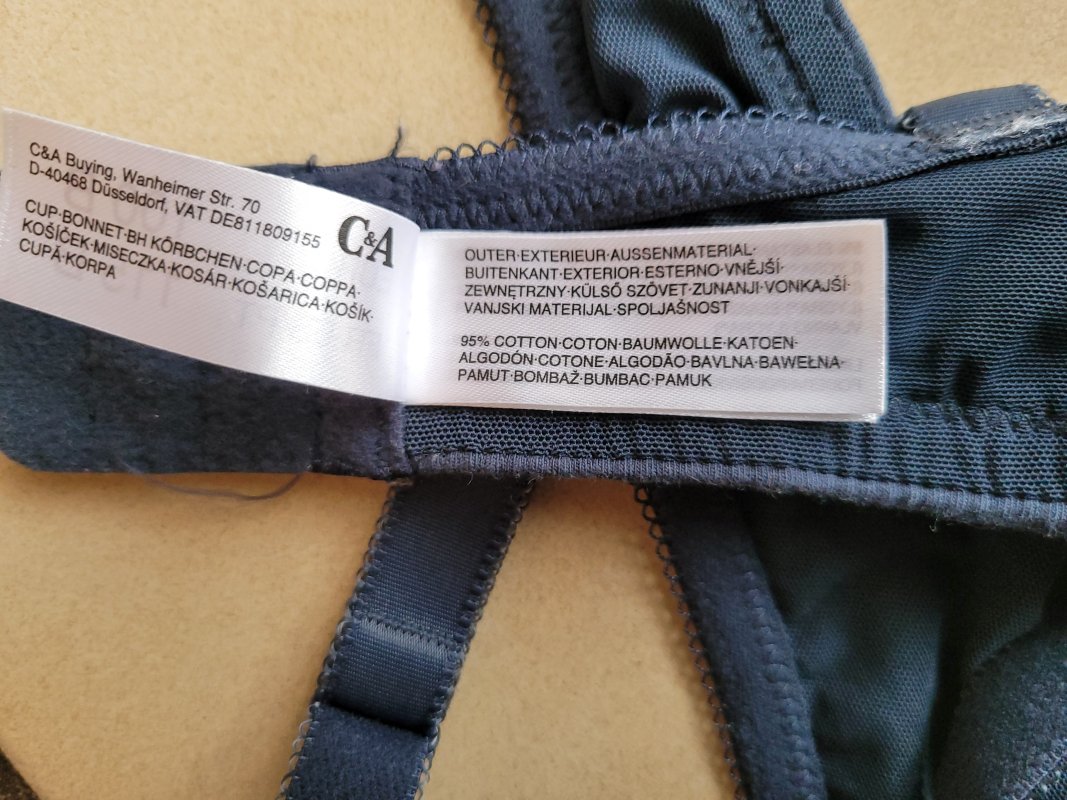 C&A Buying, Wanheimer Str. 70
D-40468 Düsseldorf, VAT DE811809155
C&A
CUP·BONNET·BH KÖRBCHEN·COPA·COPPA·
KOŠÍČEK·MISECZKA·KOSÁR·KOŠARICA·KOŠÍK·
CUPĂ·KORPA
OUTER·EXTERIEUR·AUSSENMATERIAL·
BUITENKANT·EXTERIOR·ESTERNO·VNĚJŠÍ·
ZEWNĘTRZNY·KÜLSŐ SZÖVET·ZUNANJI·VONKAJŠÍ·
VANJSKI MATERIJAL·SPOLJAŠNOST
95% COTTON·COTON·BAUMWOLLE·KATOEN·
ALGODÓN·COTONE·ALGODÃO·BAVLNA·BAWEŁNA·
PAMUT·BOMBAŽ·BUMBAC·PAMUK